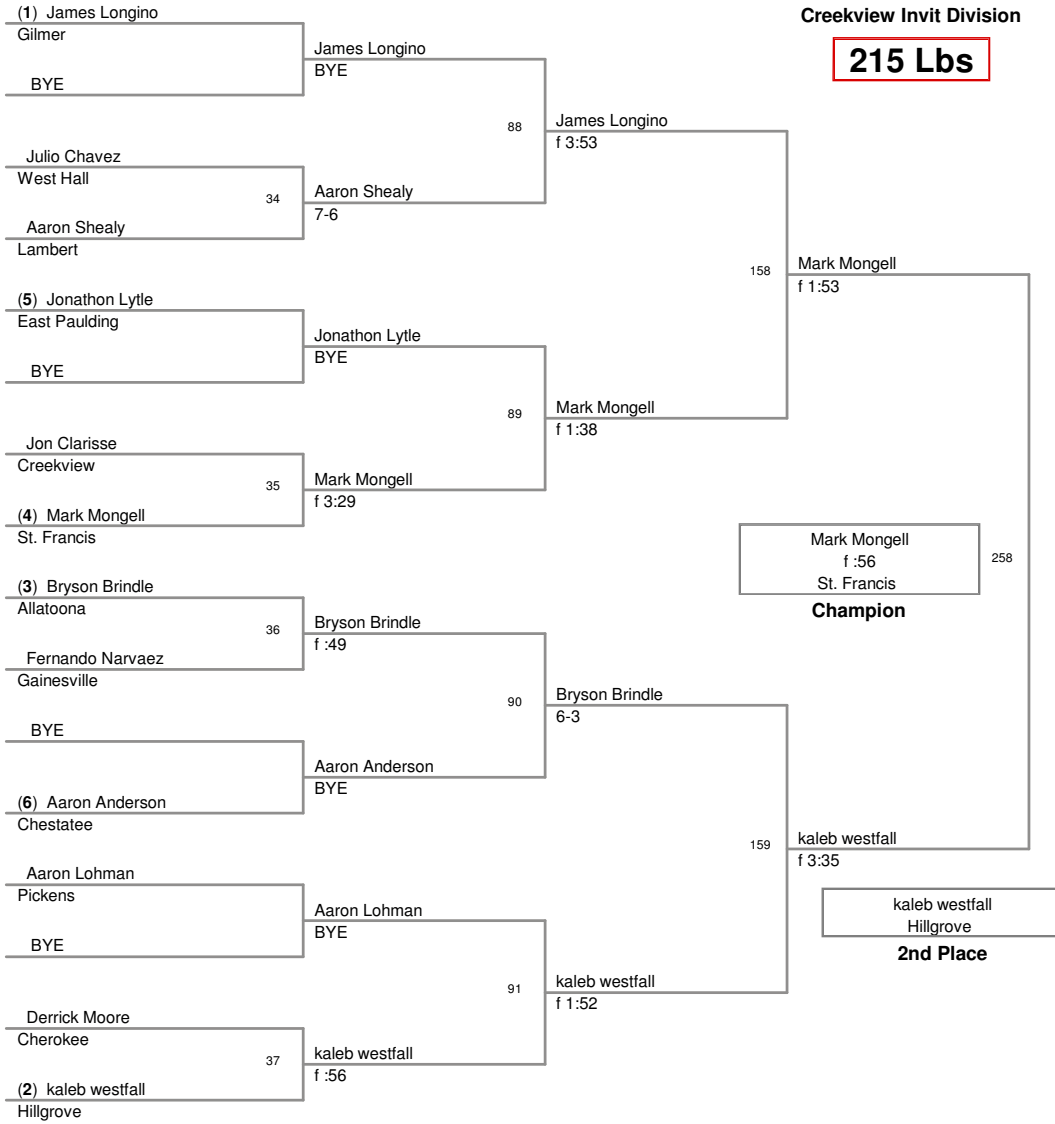 Creekview Invit Division
215 Lbs
(1) James Longino
Gilmer
BYE
Julio Chavez
West Hall
34
Aaron Shealy
Lambert
(5) Jonathon Lytle
East Paulding
BYE
Jon Clarisse
Creekview
35
(4) Mark Mongell
St. Francis
(3) Bryson Brindle
Allatoona
36
Fernando Narvaez
Gainesville
BYE
(6) Aaron Anderson
Chestatee
Aaron Lohman
Pickens
BYE
Derrick Moore
Cherokee
37
(2) kaleb westfall
Hillgrove
James Longino
BYE
88
Aaron Shealy
7-6
Jonathon Lytle
BYE
89
Mark Mongell
f 3:29
Bryson Brindle
f :49
90
Aaron Anderson
BYE
Aaron Lohman
BYE
91
kaleb westfall
f :56
James Longino
f 3:53
158
Mark Mongell
f 1:38
Bryson Brindle
6-3
159
kaleb westfall
f 1:52
Mark Mongell
f 1:53
258
kaleb westfall
f 3:35
Mark Mongell
f :56
St. Francis
Champion
kaleb westfall
Hillgrove
2nd Place